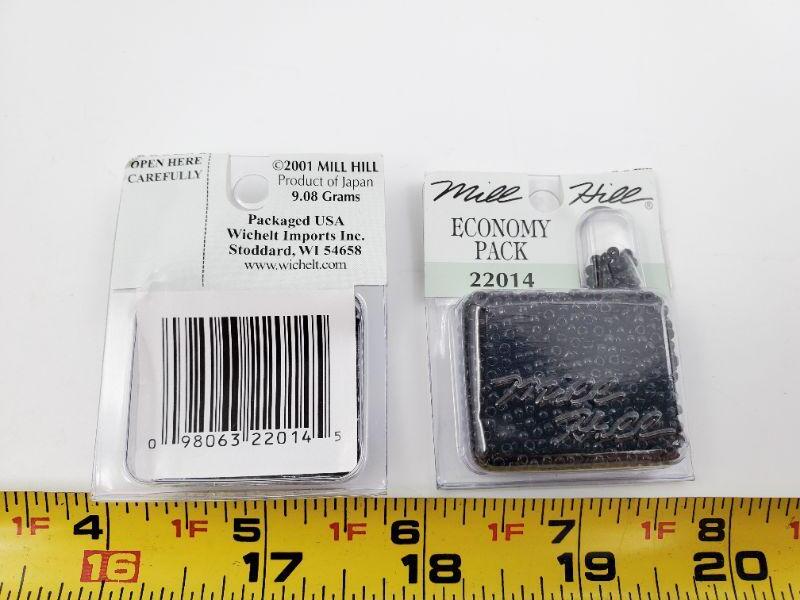 OPEN HERE
CAREFULLY
©2001 MILL HILL
Product of Japan
9.08 Grams
Packaged USA
Wichelt Imports Inc.
Stoddard, WI 54658
www.wichelt.com
0 98063 22014 5
Mill Hill®
ECONOMY
PACK
22014
Mill
Hill
1F 4 1F 5 1F 6 1F 7 1F 8
16 17 18 19 20